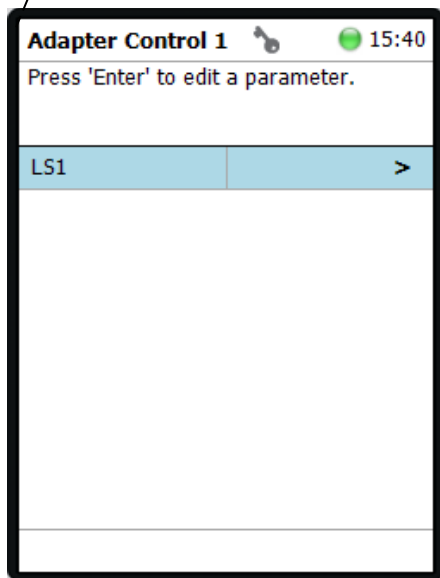 Adapter Control 1 15:40
Press 'Enter' to edit a parameter.
LS1 >